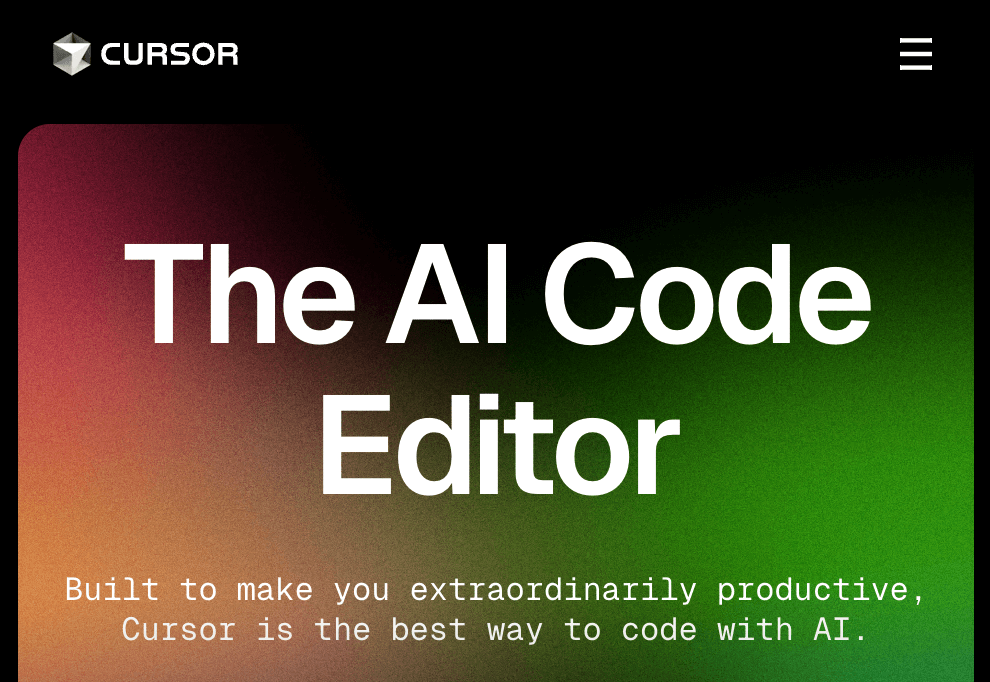 CURSOR
The AI Code
Editor
Built to make you extraordinarily productive,
Cursor is the best way to code with AI.